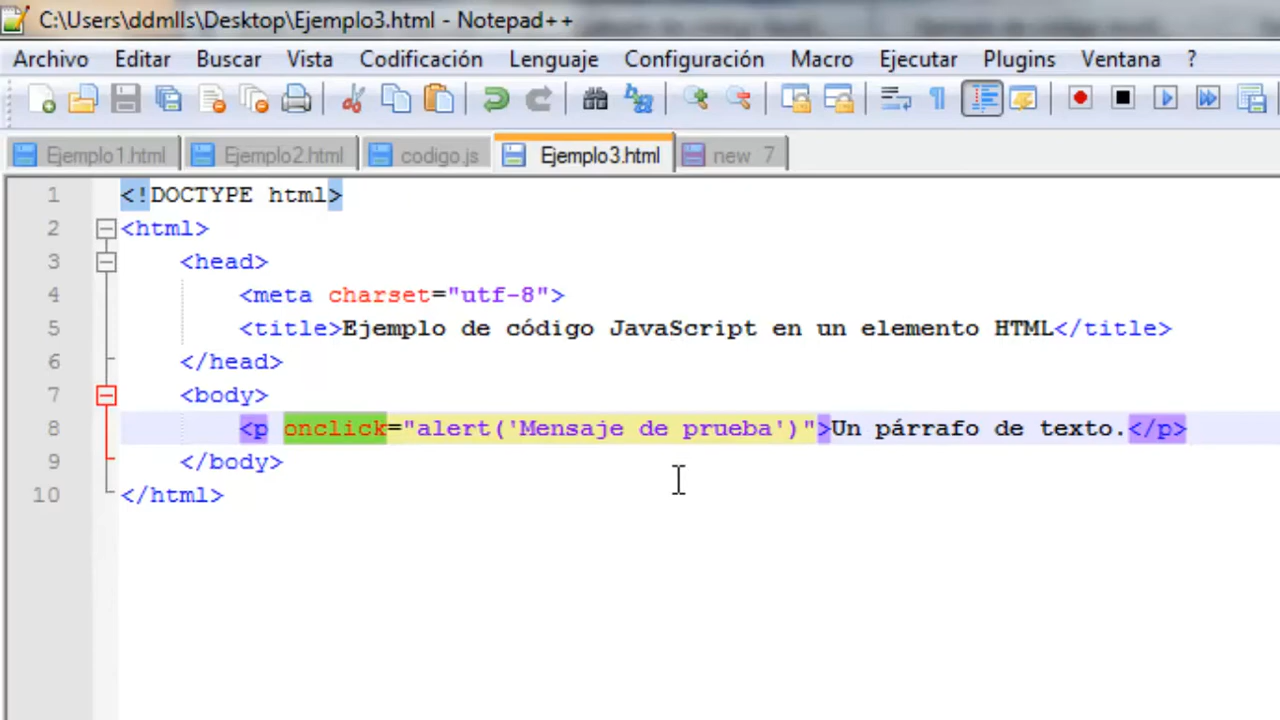 C:\Users\ddmlls\Desktop\Ejemplo3.html - Notepad++
Archivo Editar Buscar Vista Codificación Lenguaje Configuración Macro Ejecutar Plugins Ventana ?
Ejemplo1.html Ejemplo2.html codigo.js Ejemplo3.html new 7
1 <!DOCTYPE html>
2 <html>
3 <head>
4 <meta charset="utf-8">
5 <title>Ejemplo de código JavaScript en un elemento HTML</title>
6 </head>
7 <body>
8 <p onclick="alert('Mensaje de prueba')">Un párrafo de texto.</p>
9 </body>
10 </html>